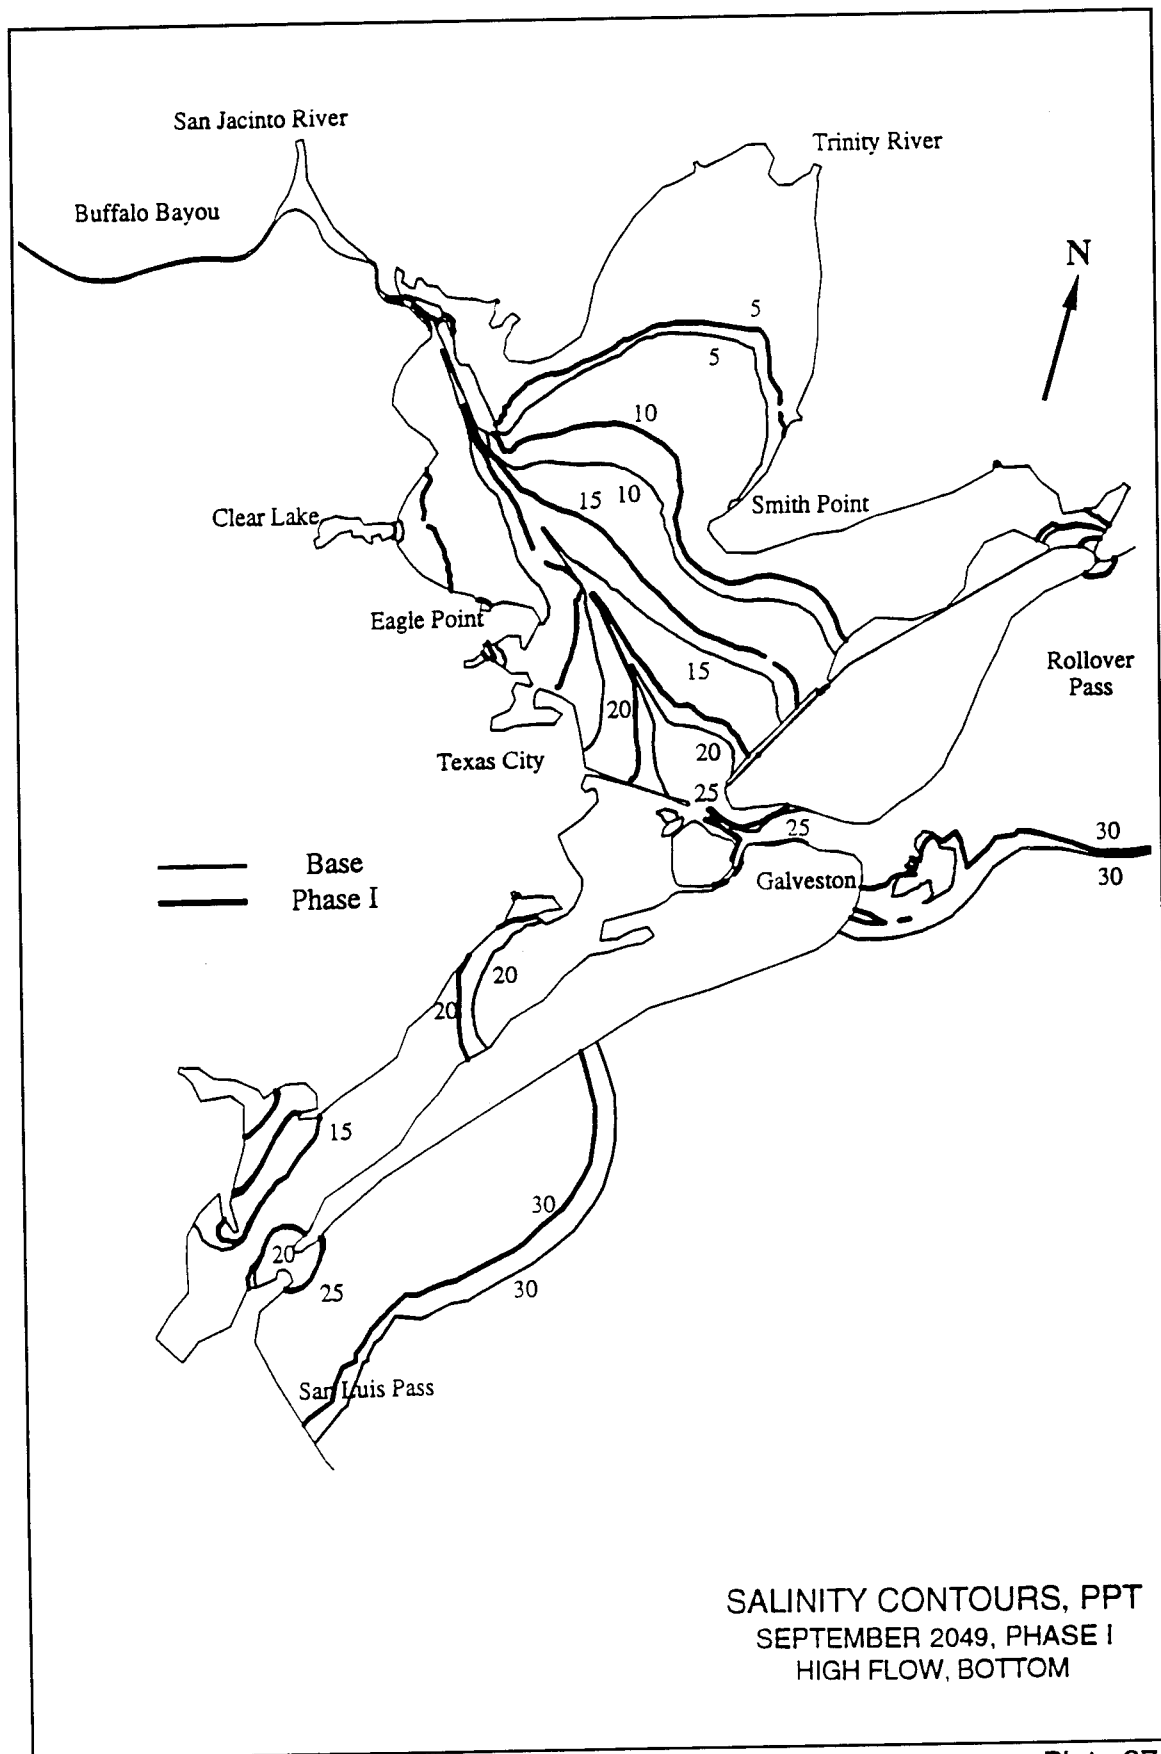 San Jacinto River
Trinity River
Buffalo Bayou
N
5
5
10
10
15
Smith Point
Clear Lake
Eagle Point
Rollover
Pass
15
20
20
Texas City
25
25
30
30
Base
Phase I
Galveston
20
20
15
30
20
25
30
San Luis Pass
SALINITY CONTOURS, PPT
SEPTEMBER 2049, PHASE I
HIGH FLOW, BOTTOM